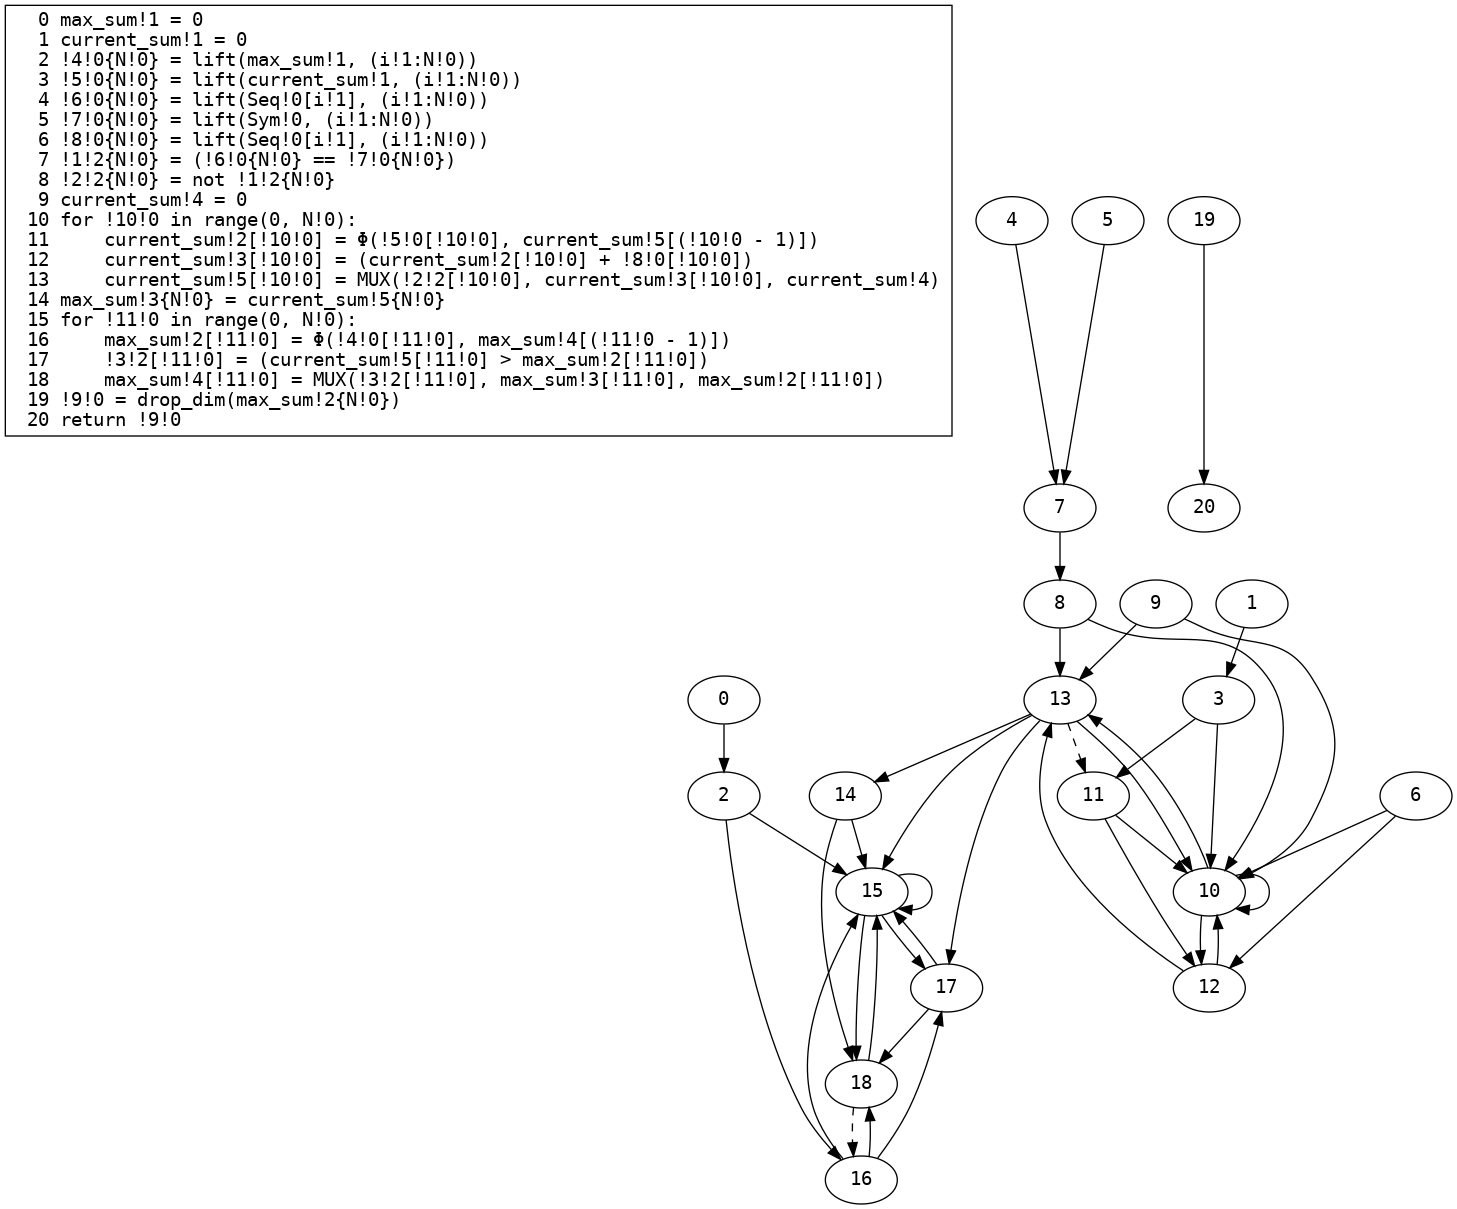 0 max_sum!1 = 0
1 current_sum!1 = 0
2 !4!0{N!0} = lift(max_sum!1, (i!1:N!0))
3 !5!0{N!0} = lift(current_sum!1, (i!1:N!0))
4 !6!0{N!0} = lift(Seq!0[i!1], (i!1:N!0))
5 !7!0{N!0} = lift(Sym!0, (i!1:N!0))
6 !8!0{N!0} = lift(Seq!0[i!1], (i!1:N!0))
7 !1!2{N!0} = (!6!0{N!0} == !7!0{N!0})
8 !2!2{N!0} = not !1!2{N!0}
9 current_sum!4 = 0
10 for !10!0 in range(0, N!0):
11     current_sum!2[!10!0] = Φ(!5!0[!10!0], current_sum!5[(!10!0 - 1)])
12     current_sum!3[!10!0] = (current_sum!2[!10!0] + !8!0[!10!0])
13     current_sum!5[!10!0] = MUX(!2!2[!10!0], current_sum!3[!10!0], current_sum!4)
14 max_sum!3{N!0} = current_sum!5{N!0}
15 for !11!0 in range(0, N!0):
16     max_sum!2[!11!0] = Φ(!4!0[!11!0], max_sum!4[(!11!0 - 1)])
17     !3!2[!11!0] = (current_sum!5[!11!0] > max_sum!2[!11!0])
18     max_sum!4[!11!0] = MUX(!3!2[!11!0], max_sum!3[!11!0], max_sum!2[!11!0])
19 !9!0 = drop_dim(max_sum!2{N!0})
20 return !9!0
4
5
19
7
20
8
9
1
0
13
3
2
14
11
6
15
10
17
12
18
16